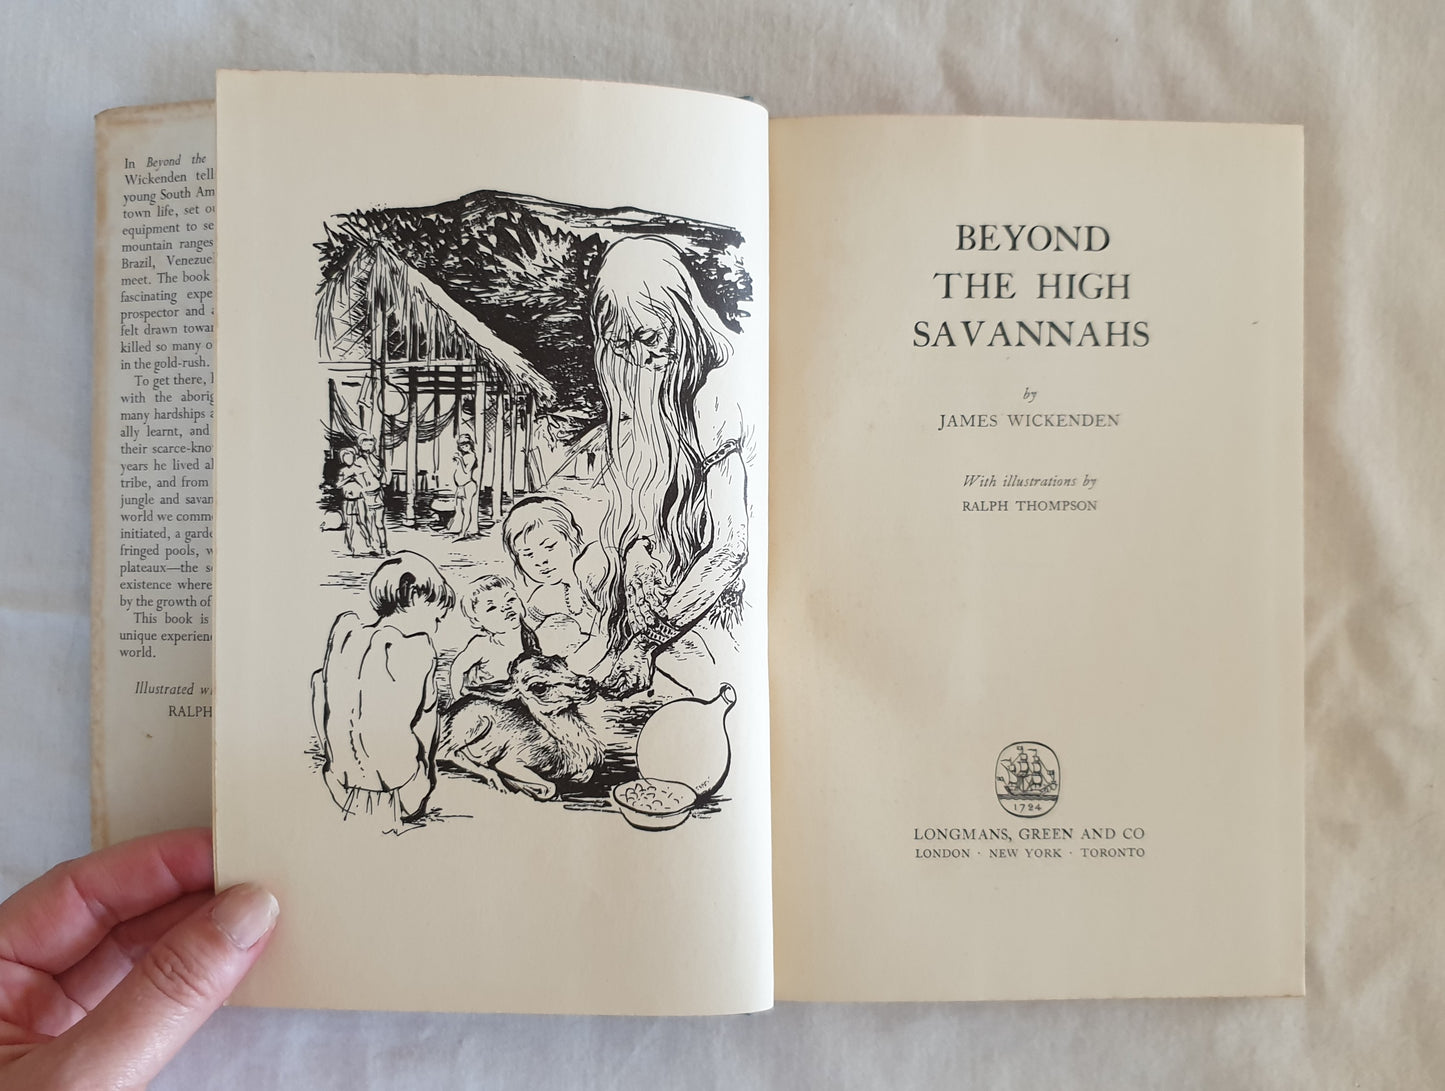 In Beyond the
Wickenden tell
young South Am
town life, set ou
equipment to se
mountain ranges
Brazil, Venezuel
meet. The book
fascinating expe
prospector and a
felt drawn towar
killed so many o
in the gold-rush.
To get there, h
with the aborig
many hardships a
ally learnt, and
their scarce-know
years he lived al
tribe, and from
jungle and savan
world we comm
initiated, a garde
fringed pools, w
plateaux—the s
existence where
by the growth of
This book is
unique experien
world.
Illustrated wi
RALPH
BEYOND
THE HIGH
SAVANNAHS
by
JAMES WICKENDEN
With illustrations by
RALPH THOMPSON
1724
LONGMANS, GREEN AND CO
LONDON · NEW YORK · TORONTO